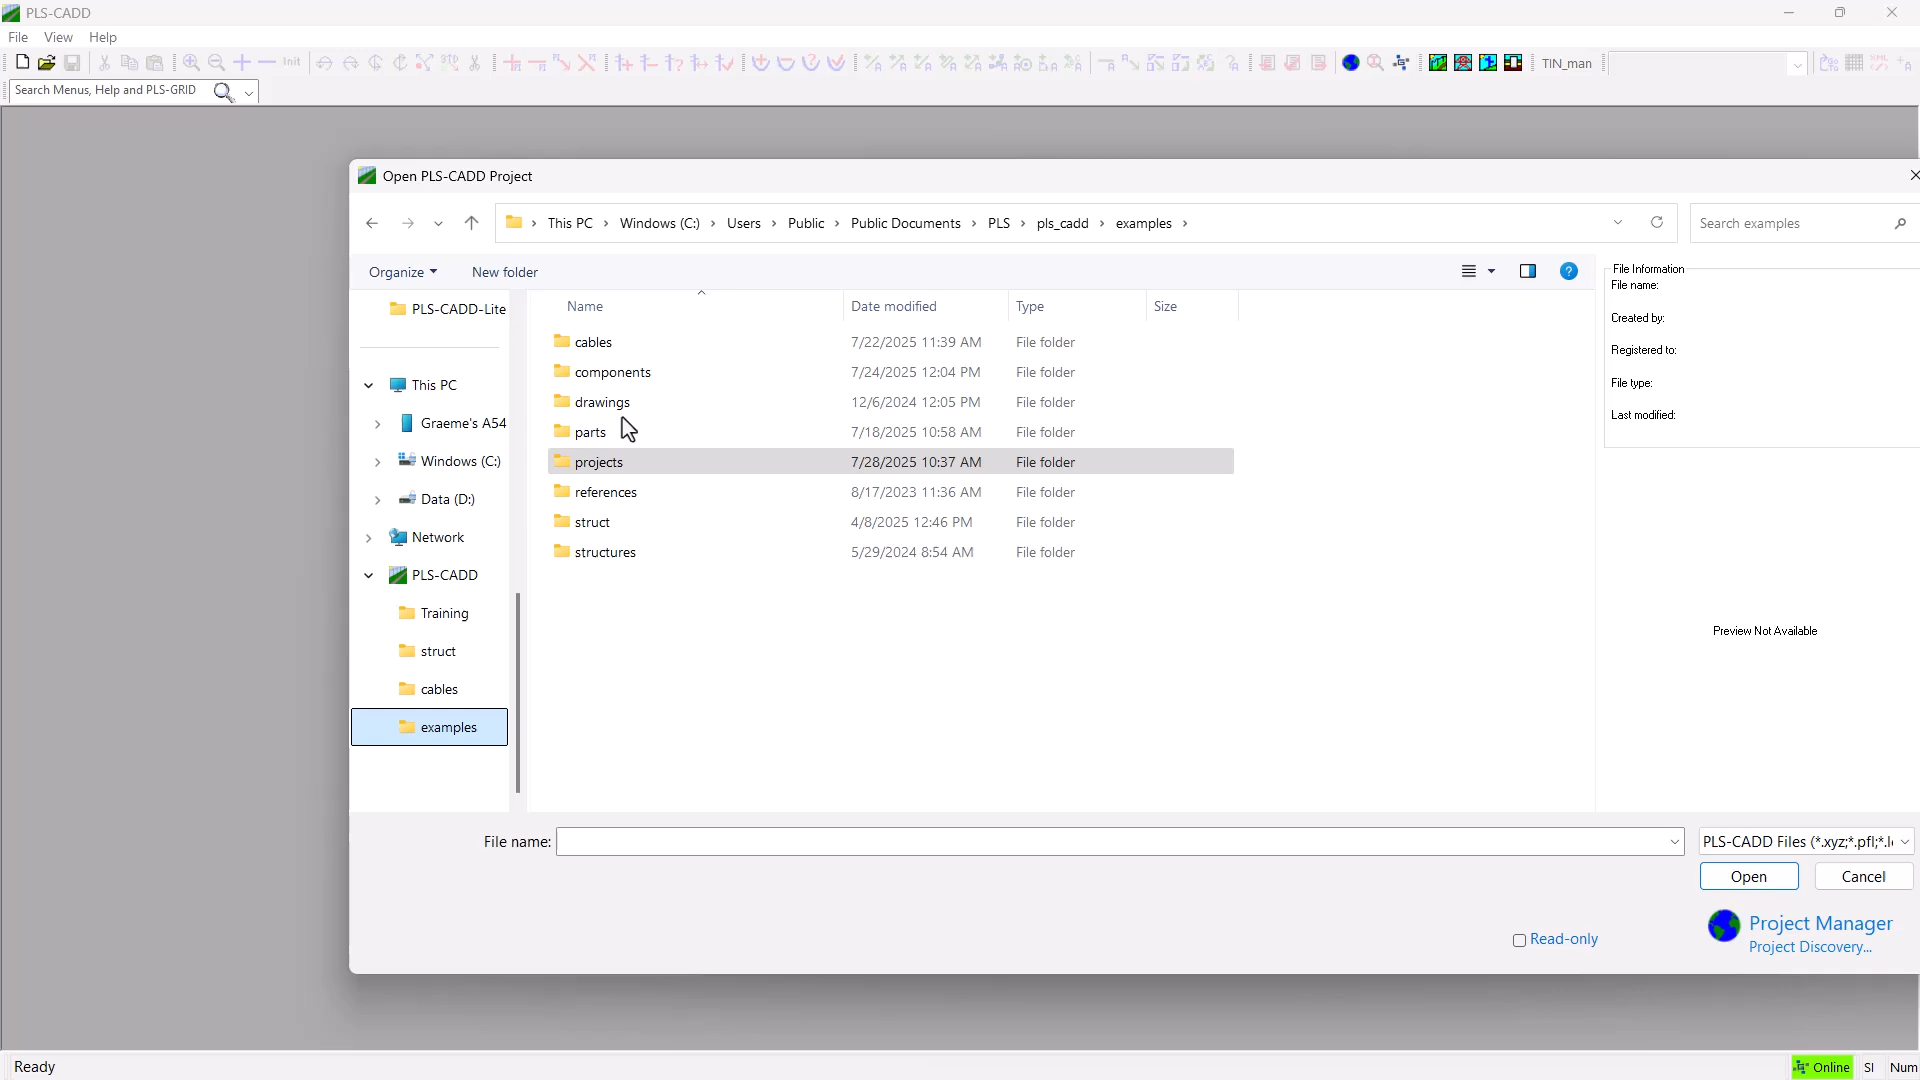 PLS-CADD
File View Help
Init TIN_man
Search Menus, Help and PLS-GRID
Open PLS-CADD Project
This PC Windows (C:) Users Public Public Documents PLS pls_cadd examples
Search examples
Organize New folder
PLS-CADD-Lite
This PC
Graeme's A54
Windows (C:)
Data (D:)
Network
PLS-CADD
Training
struct
cables
examples
Name Date modified Type Size
cables 7/22/2025 11:39 AM File folder
components 7/24/2025 12:04 PM File folder
drawings 12/6/2024 12:05 PM File folder
parts 7/18/2025 10:58 AM File folder
projects 7/28/2025 10:37 AM File folder
references 8/17/2023 11:36 AM File folder
struct 4/8/2025 12:46 PM File folder
structures 5/29/2024 8:54 AM File folder
File Information
File name:
Created by:
Registered to:
File type:
Last modified:
Preview Not Available
File name:
PLS-CADD Files (*.xyz;*.pfl;*.l
Open Cancel
Read-only
Project Manager
Project Discovery...
Ready
Online SI Num